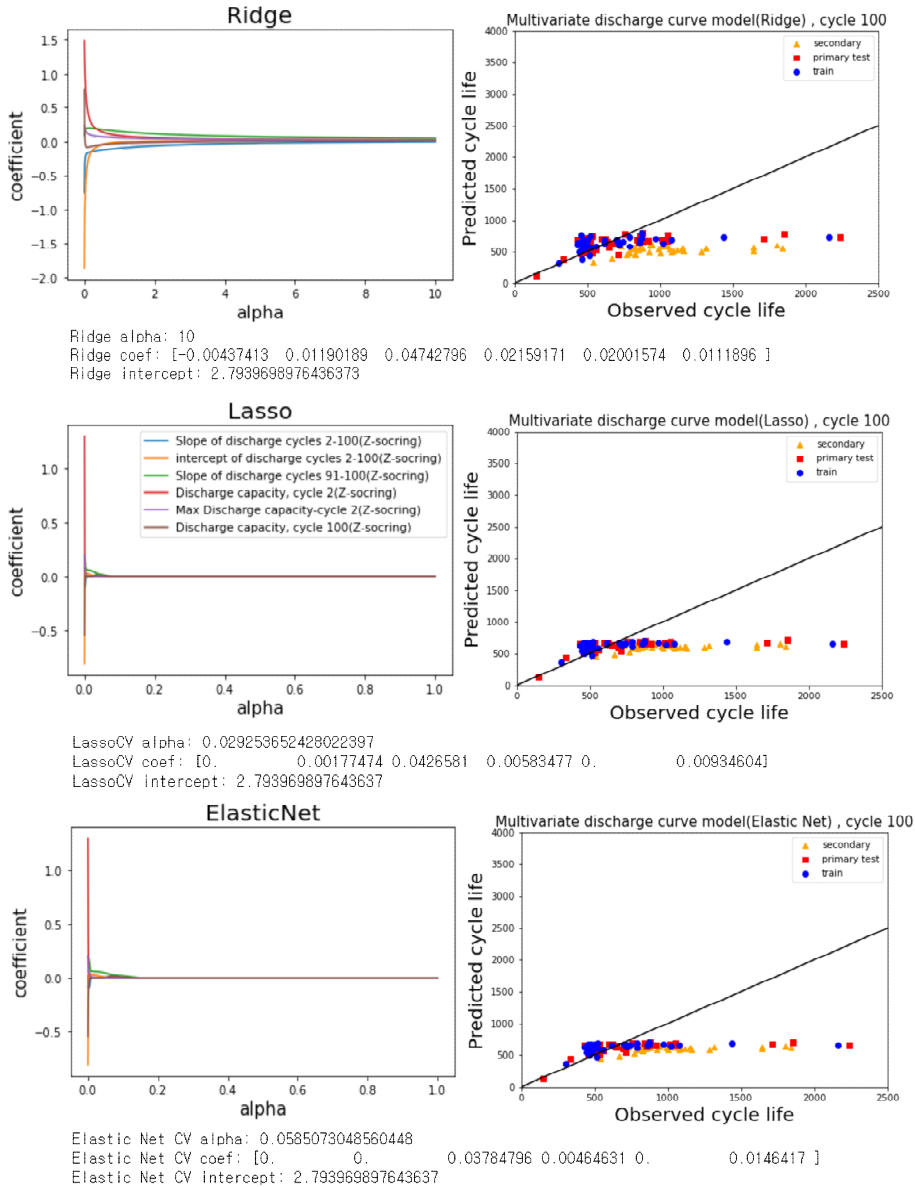 Ridge
Multivariate discharge curve model(Ridge) , cycle 100
1.5
1.0
0.5
0.0
−0.5
−1.0
−1.5
−2.0
coefficient
0
2
4
6
8
10
alpha
4000
3500
3000
2500
2000
1500
1000
500
0
Predicted cycle life
secondary
primary test
train
0
500
1000
1500
2000
2500
Observed cycle life
Ridge alpha: 10
Ridge coef: [-0.00437413 0.01190189 0.04742796 0.02159171 0.02001574 0.0111896 ]
Ridge intercept: 2.7939698976436373
Lasso
Multivariate discharge curve model(Lasso) , cycle 100
1.0
0.5
0.0
−0.5
coefficient
Slope of discharge cycles 2-100(Z-socring)
intercept of discharge cycles 2-100(Z-socring)
Slope of discharge cycles 91-100(Z-socring)
Discharge capacity, cycle 2(Z-socring)
Max Discharge capacity-cycle 2(Z-socring)
Discharge capacity, cycle 100(Z-socring)
0.0
0.2
0.4
0.6
0.8
1.0
alpha
4000
3500
3000
2500
2000
1500
1000
500
0
Predicted cycle life
secondary
primary test
train
0
500
1000
1500
2000
2500
Observed cycle life
LassoCV alpha: 0.029253652428022397
LassoCV coef: [0. 0.00177474 0.0426581 0.00583477 0. 0.00934604]
LassoCV intercept: 2.793969897643637
ElasticNet
Multivariate discharge curve model(Elastic Net) , cycle 100
1.0
0.5
0.0
−0.5
coefficient
0.0
0.2
0.4
0.6
0.8
1.0
alpha
4000
3500
3000
2500
2000
1500
1000
500
0
Predicted cycle life
secondary
primary test
train
0
500
1000
1500
2000
2500
Observed cycle life
Elastic Net CV alpha: 0.0585073048560448
Elastic Net CV coef: [0. 0. 0.03784796 0.00464631 0. 0.0146417 ]
Elastic Net CV intercept: 2.793969897643637